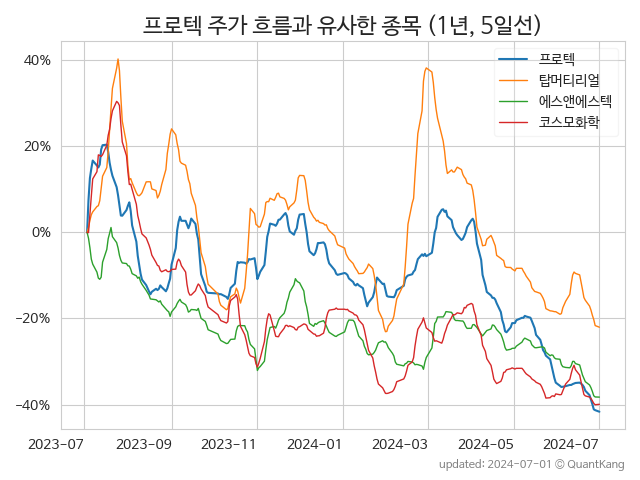 프로텍 주가 흐름과 유사한 종목 (1년, 5일선)
프로텍
탑머티리얼
에스앤에스텍
코스모화학
40%
20%
0%
−20%
−40%
2023-07 2023-09 2023-11 2024-01 2024-03 2024-05 2024-07
updated: 2024-07-01 © QuantKang